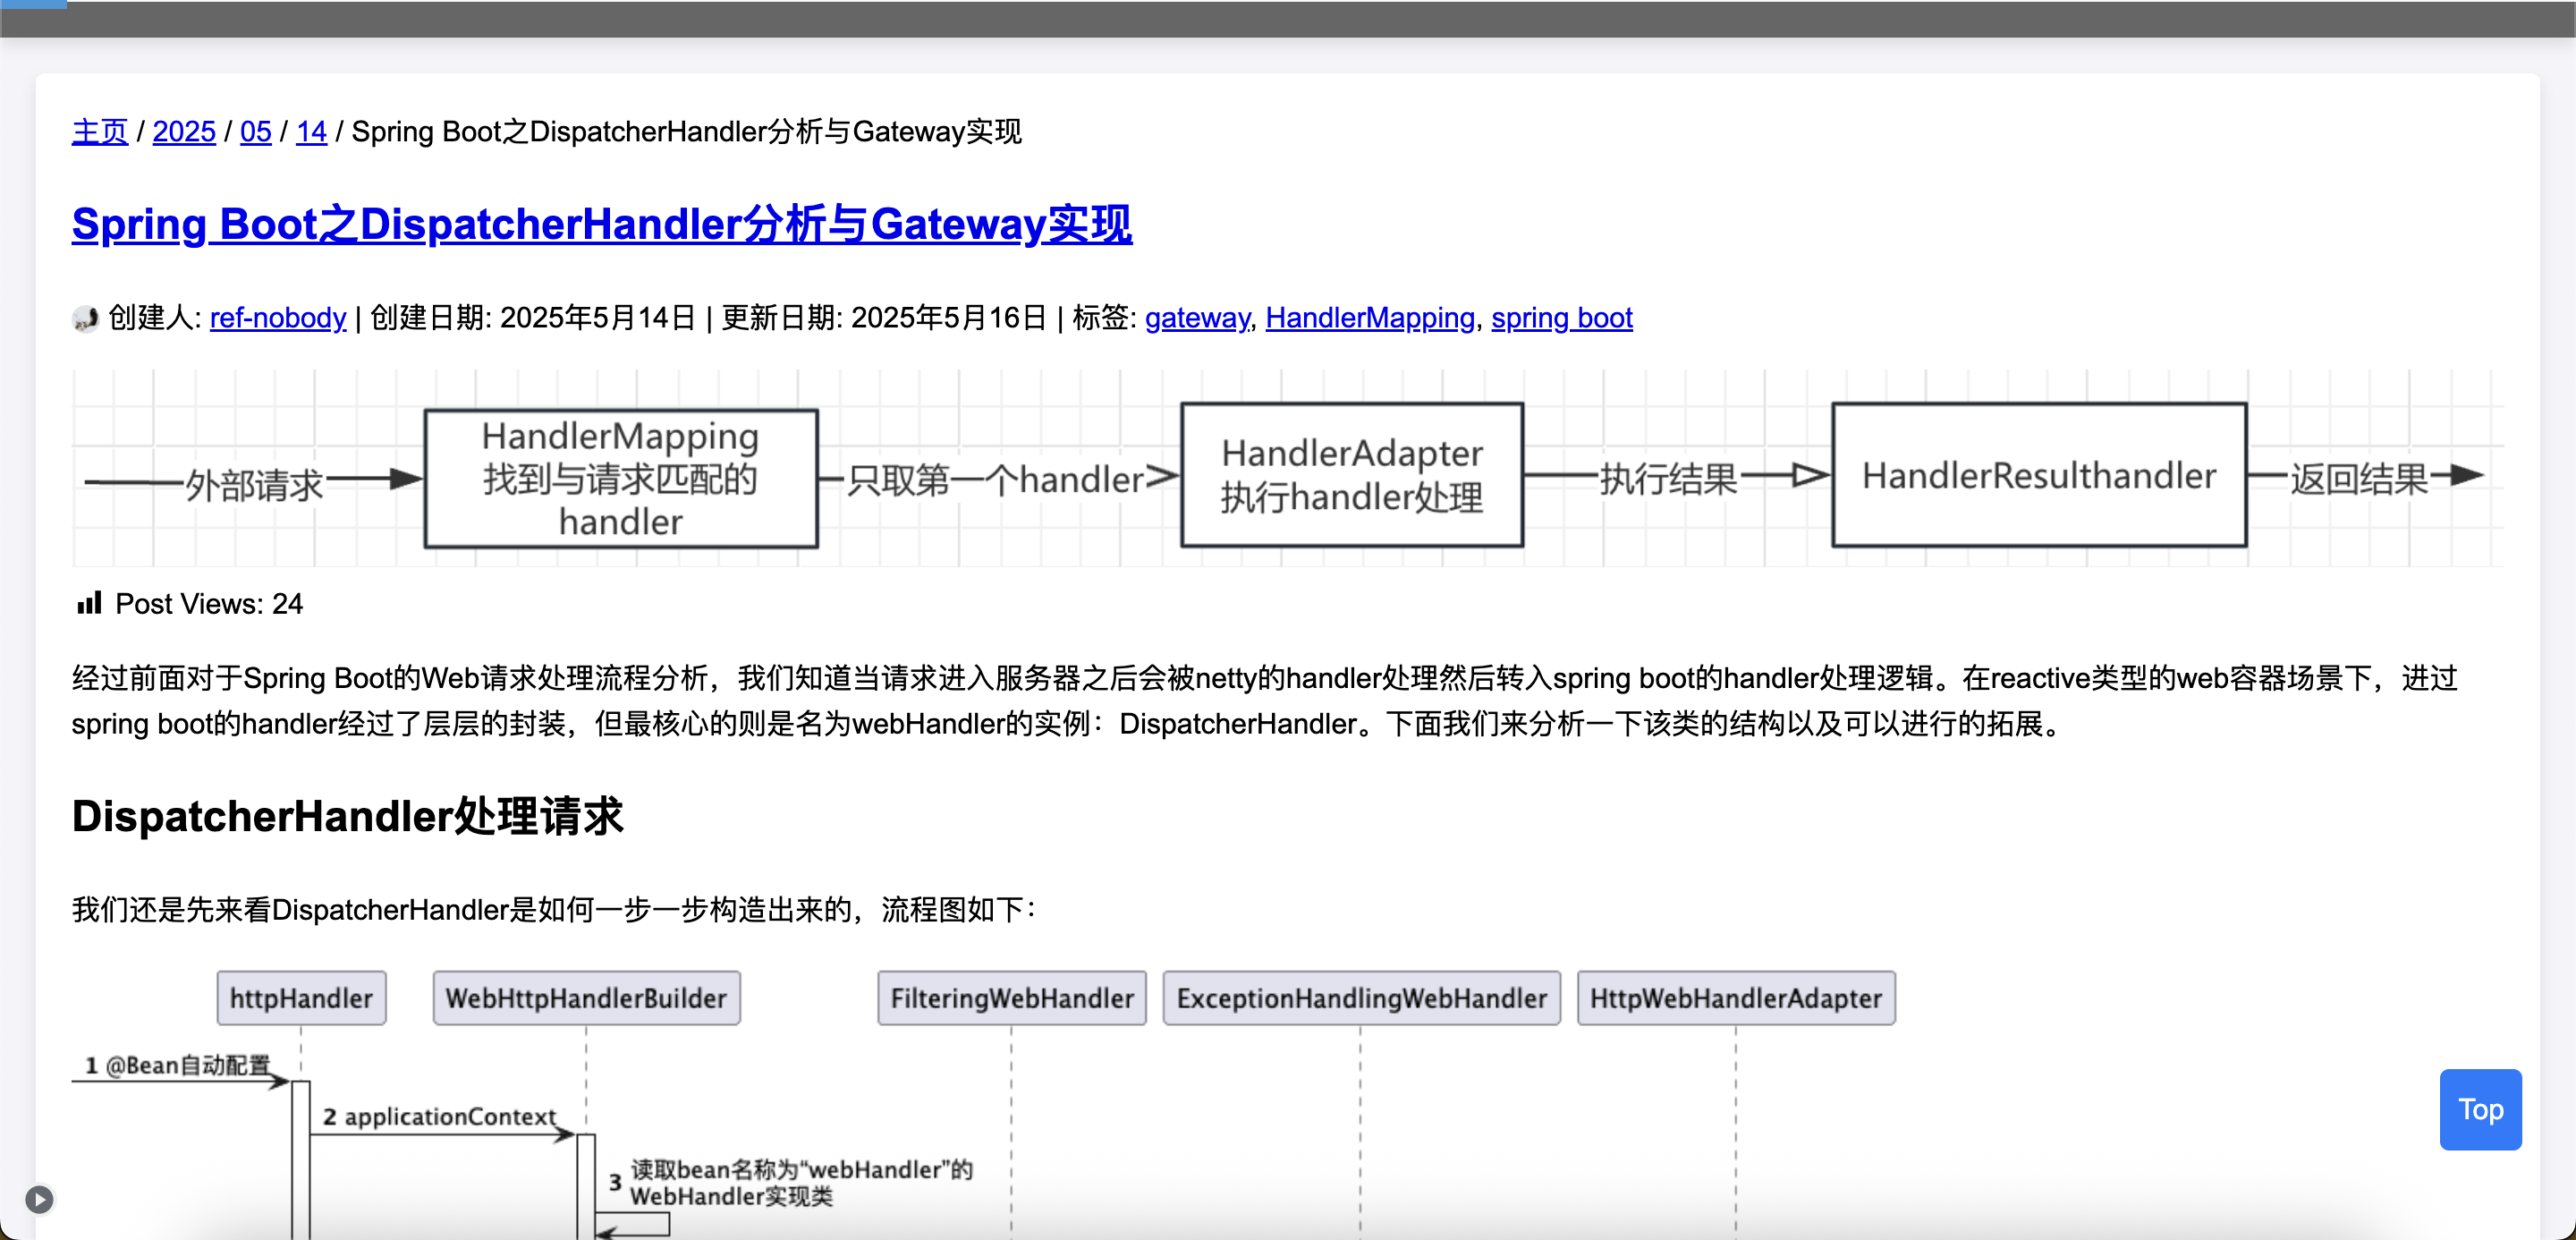 主页 / 2025 / 05 / 14 / Spring Boot之DispatcherHandler分析与Gateway实现
Spring Boot之DispatcherHandler分析与Gateway实现
创建人: ref-nobody | 创建日期: 2025年5月14日 | 更新日期: 2025年5月16日 | 标签: gateway, HandlerMapping, spring boot
外部请求
HandlerMapping
找到与请求匹配的
handler
只取第一个handler
HandlerAdapter
执行handler处理
执行结果
HandlerResulthandler
返回结果
Post Views: 24
经过前面对于Spring Boot的Web请求处理流程分析，我们知道当请求进入服务器之后会被netty的handler处理然后转入spring boot的handler处理逻辑。在reactive类型的web容器场景下，进过
spring boot的handler经过了层层的封装，但最核心的则是名为webHandler的实例：DispatcherHandler。下面我们来分析一下该类的结构以及可以进行的拓展。
DispatcherHandler处理请求
我们还是先来看DispatcherHandler是如何一步一步构造出来的，流程图如下：
httpHandler
WebHttpHandlerBuilder
FilteringWebHandler
ExceptionHandlingWebHandler
HttpWebHandlerAdapter
1 @Bean自动配置
2 applicationContext
3 读取bean名称为“webHandler”的
WebHandler实现类
Top